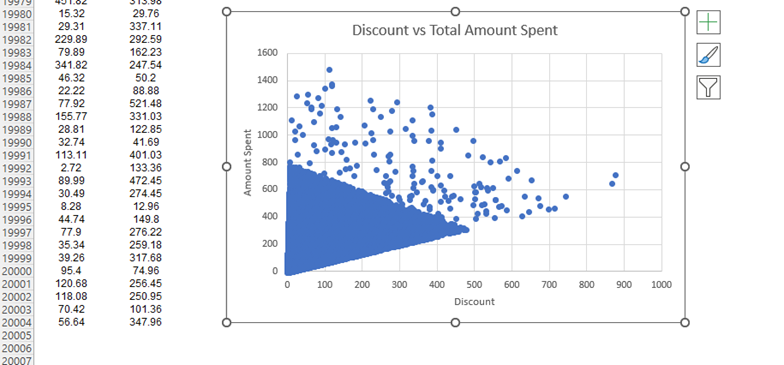 19979 451.82 313.98
19980 15.32 29.76
19981 29.31 337.11
19982 229.89 292.59
19983 79.89 162.23
19984 341.82 247.54
19985 46.32 50.2
19986 22.22 88.88
19987 77.92 521.48
19988 155.77 331.03
19989 28.81 122.85
19990 32.74 41.69
19991 113.11 401.03
19992 2.72 133.36
19993 89.99 472.45
19994 30.49 274.45
19995 8.28 12.96
19996 44.74 149.8
19997 77.9 276.22
19998 35.34 259.18
19999 39.26 317.68
20000 95.4 74.96
20001 120.68 256.45
20002 118.08 250.95
20003 70.42 101.36
20004 56.64 347.96
20005
20006
20007
Discount vs Total Amount Spent
Amount Spent
1600
1400
1200
1000
800
600
400
200
0
0 100 200 300 400 500 600 700 800 900 1000
Discount